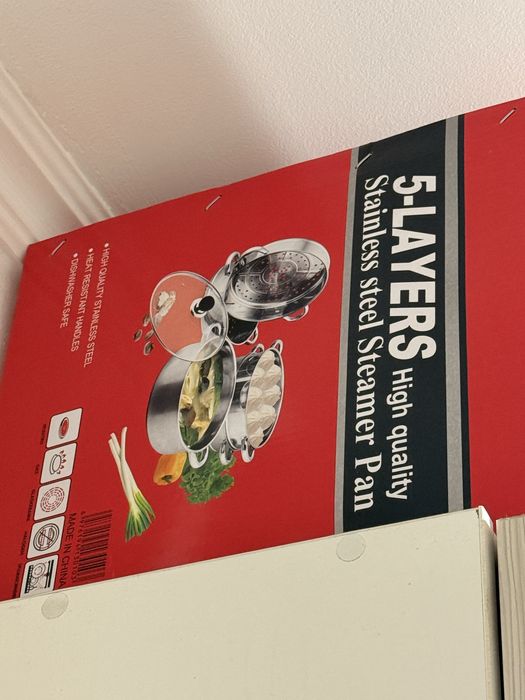 5-LAYERS High quality
Stainless steel Steamer Pan
• HIGH QUALITY STAINLESS STEEL
• HEAT RESISTANT HANDLES
• DISHWASHER SAFE
GAS
MADE IN CHINA